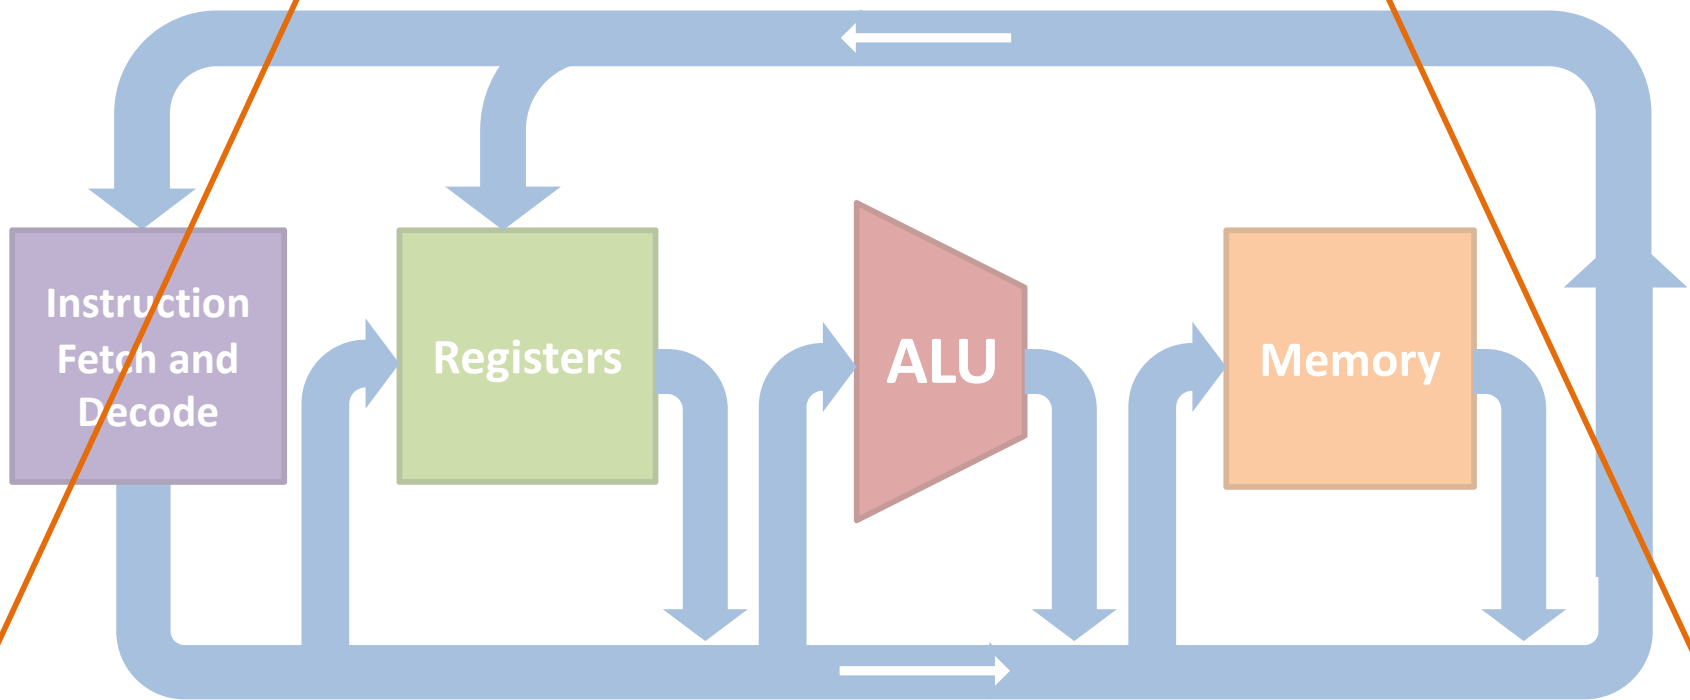 Instruction
Fetch and
Decode
Registers
ALU
Memory